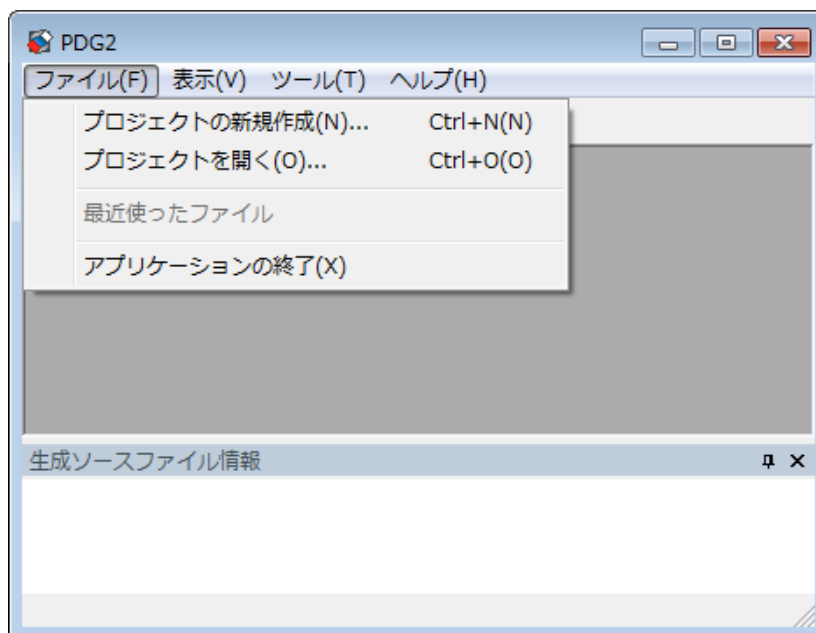 PDG2
ファイル(F) 表示(V) ツール(T) ヘルプ(H)
プロジェクトの新規作成(N)... Ctrl+N(N)
プロジェクトを開く(O)... Ctrl+O(O)
最近使ったファイル
アプリケーションの終了(X)
生成ソースファイル情報